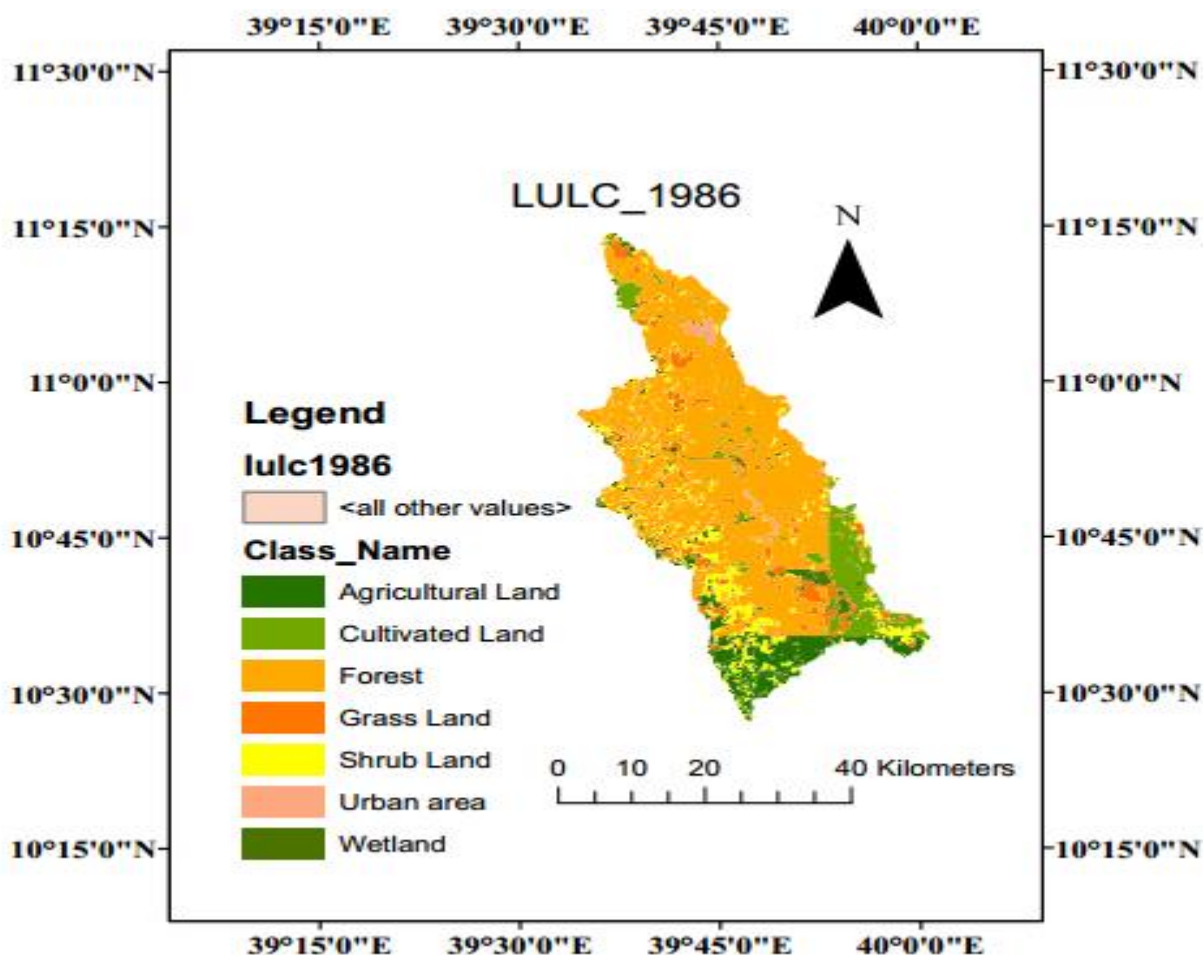 39°15'0"E 39°30'0"E 39°45'0"E 40°0'0"E
11°30'0"N 11°30'0"N
LULC_1986
N
11°15'0"N 11°15'0"N
11°0'0"N 11°0'0"N
Legend
lulc1986
<all other values>
10°45'0"N 10°45'0"N
Class_Name
Agricultural Land
Cultivated Land
Forest
10°30'0"N 10°30'0"N
Grass Land
Shrub Land
0 10 20 40 Kilometers
Urban area
Wetland
10°15'0"N 10°15'0"N
39°15'0"E 39°30'0"E 39°45'0"E 40°0'0"E